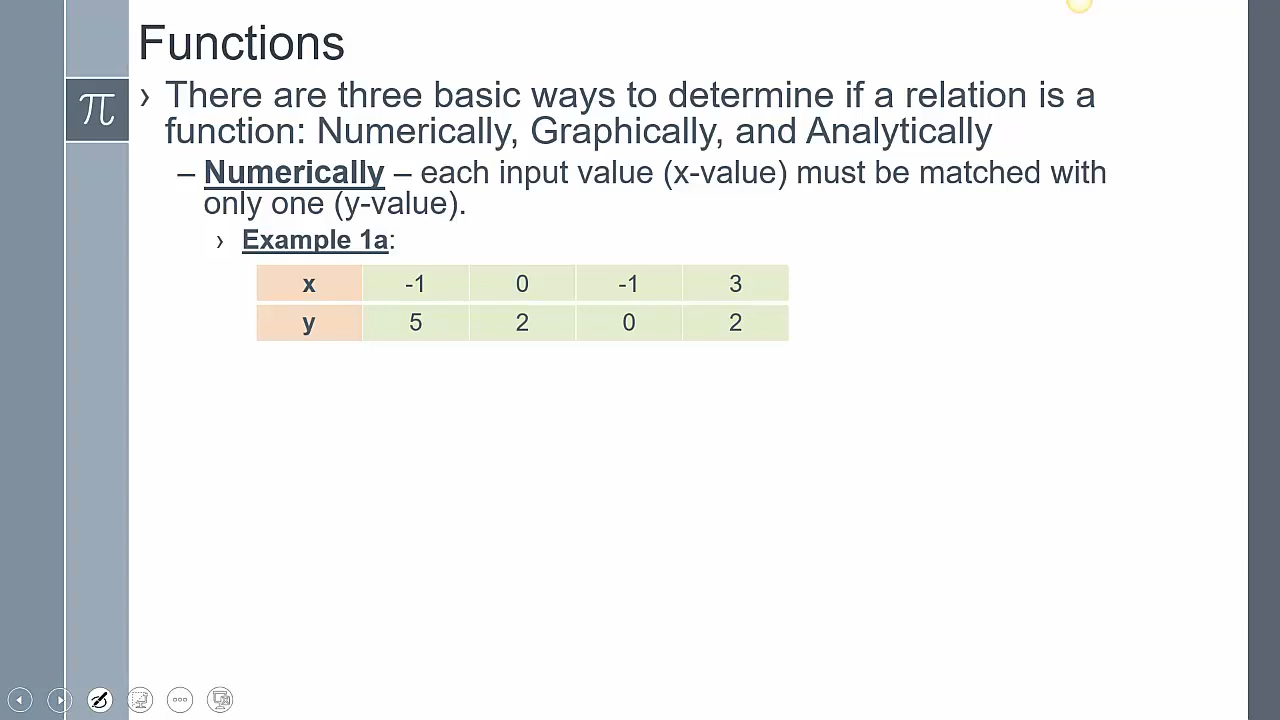 Functions
π
› There are three basic ways to determine if a relation is a
function: Numerically, Graphically, and Analytically
– Numerically – each input value (x-value) must be matched with
only one (y-value).
› Example 1a:
x -1 0 -1 3
y 5 2 0 2